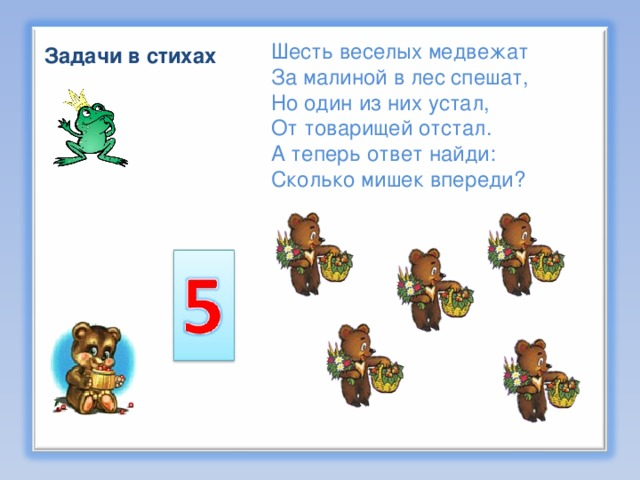 Задачи в стихах
Шесть веселых медвежат
За малиной в лес спешат,
Но один из них устал,
От товарищей отстал.
А теперь ответ найди:
Сколько мишек впереди?
5